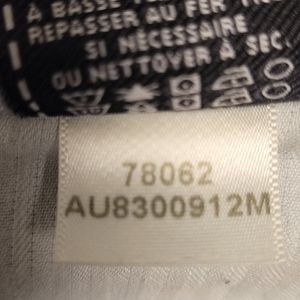 À BASSE
REPASSER AU FER
SI NÉCESSAIRE
OU NETTOYER À SEC.
78062
AU8300912M